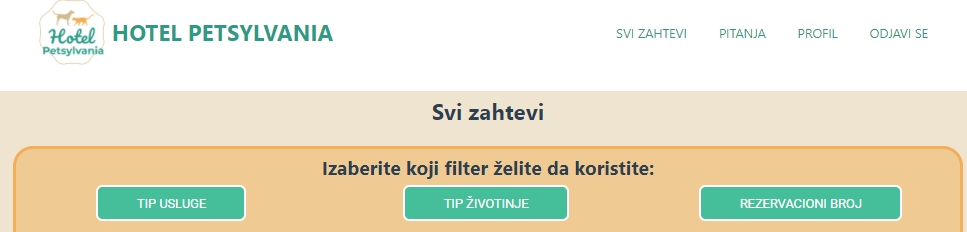 Hotel
Petsylvania
HOTEL PETSYLVANIA
SVI ZAHTEVI PITANJA PROFIL ODJAVI SE
Svi zahtevi
Izaberite koji filter želite da koristite:
TIP USLUGE TIP ŽIVOTINJE REZERVACIONI BROJ